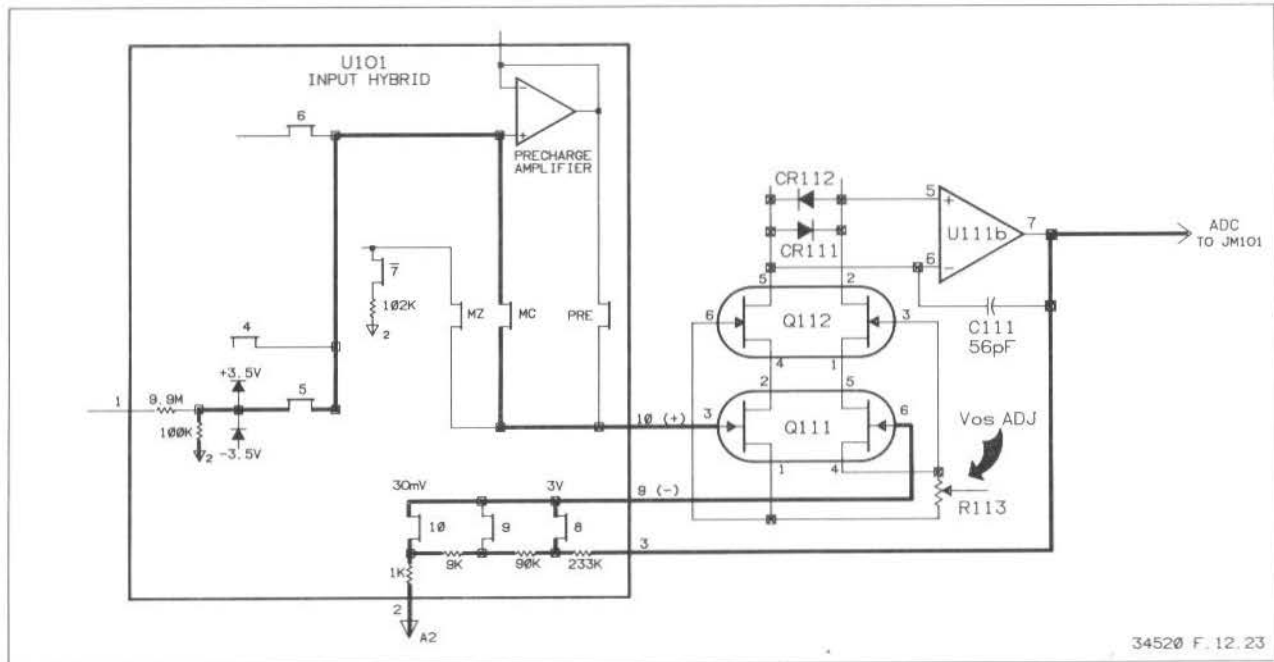 U101
INPUT HYBRID
6
-
+
PRECHARGE
AMPLIFIER
7
102K
2
MZ
MC
PRE
4
+3.5V
5
1
9.9M
100K
2
-3.5V
10 (+)
30mV
3V
9 (-)
10
9
8
3
1K
9K
90K
233K
2
A2
CR112
CR111
5
+
U111b
7
6
-
ADC
TO JM101
5
2
6
Q112
3
C111
56pF
4
1
2
5
3
Q111
6
1
4
Vos ADJ
R113
34520 F.12.23